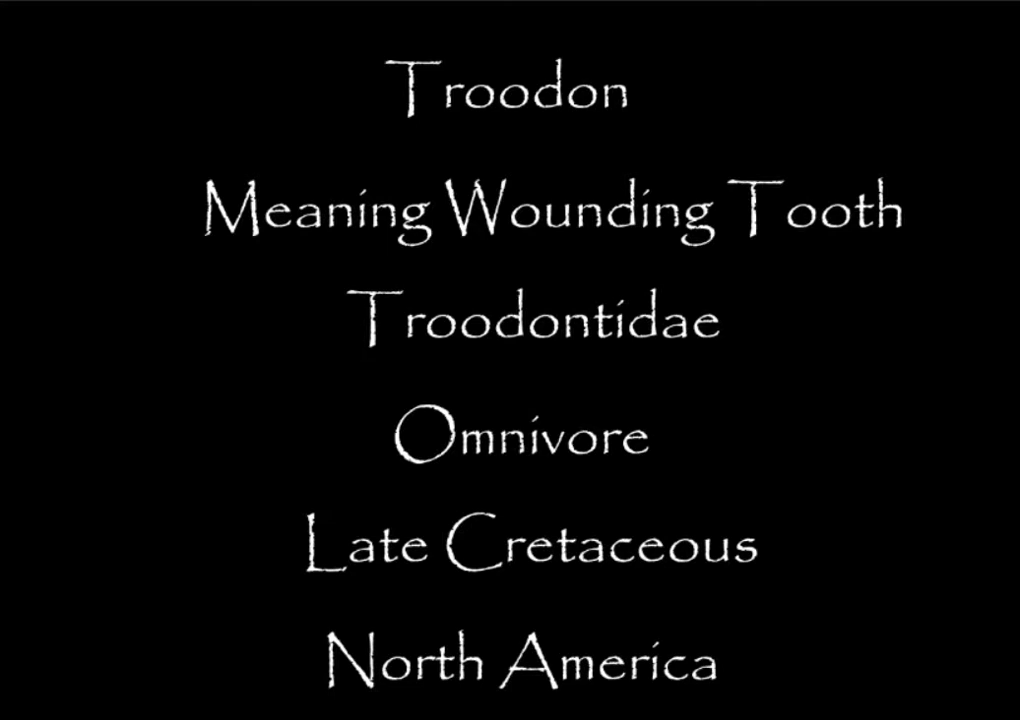 Troodon
Meaning Wounding Tooth
Troodontidae
Omnivore
Late Cretaceous
North America